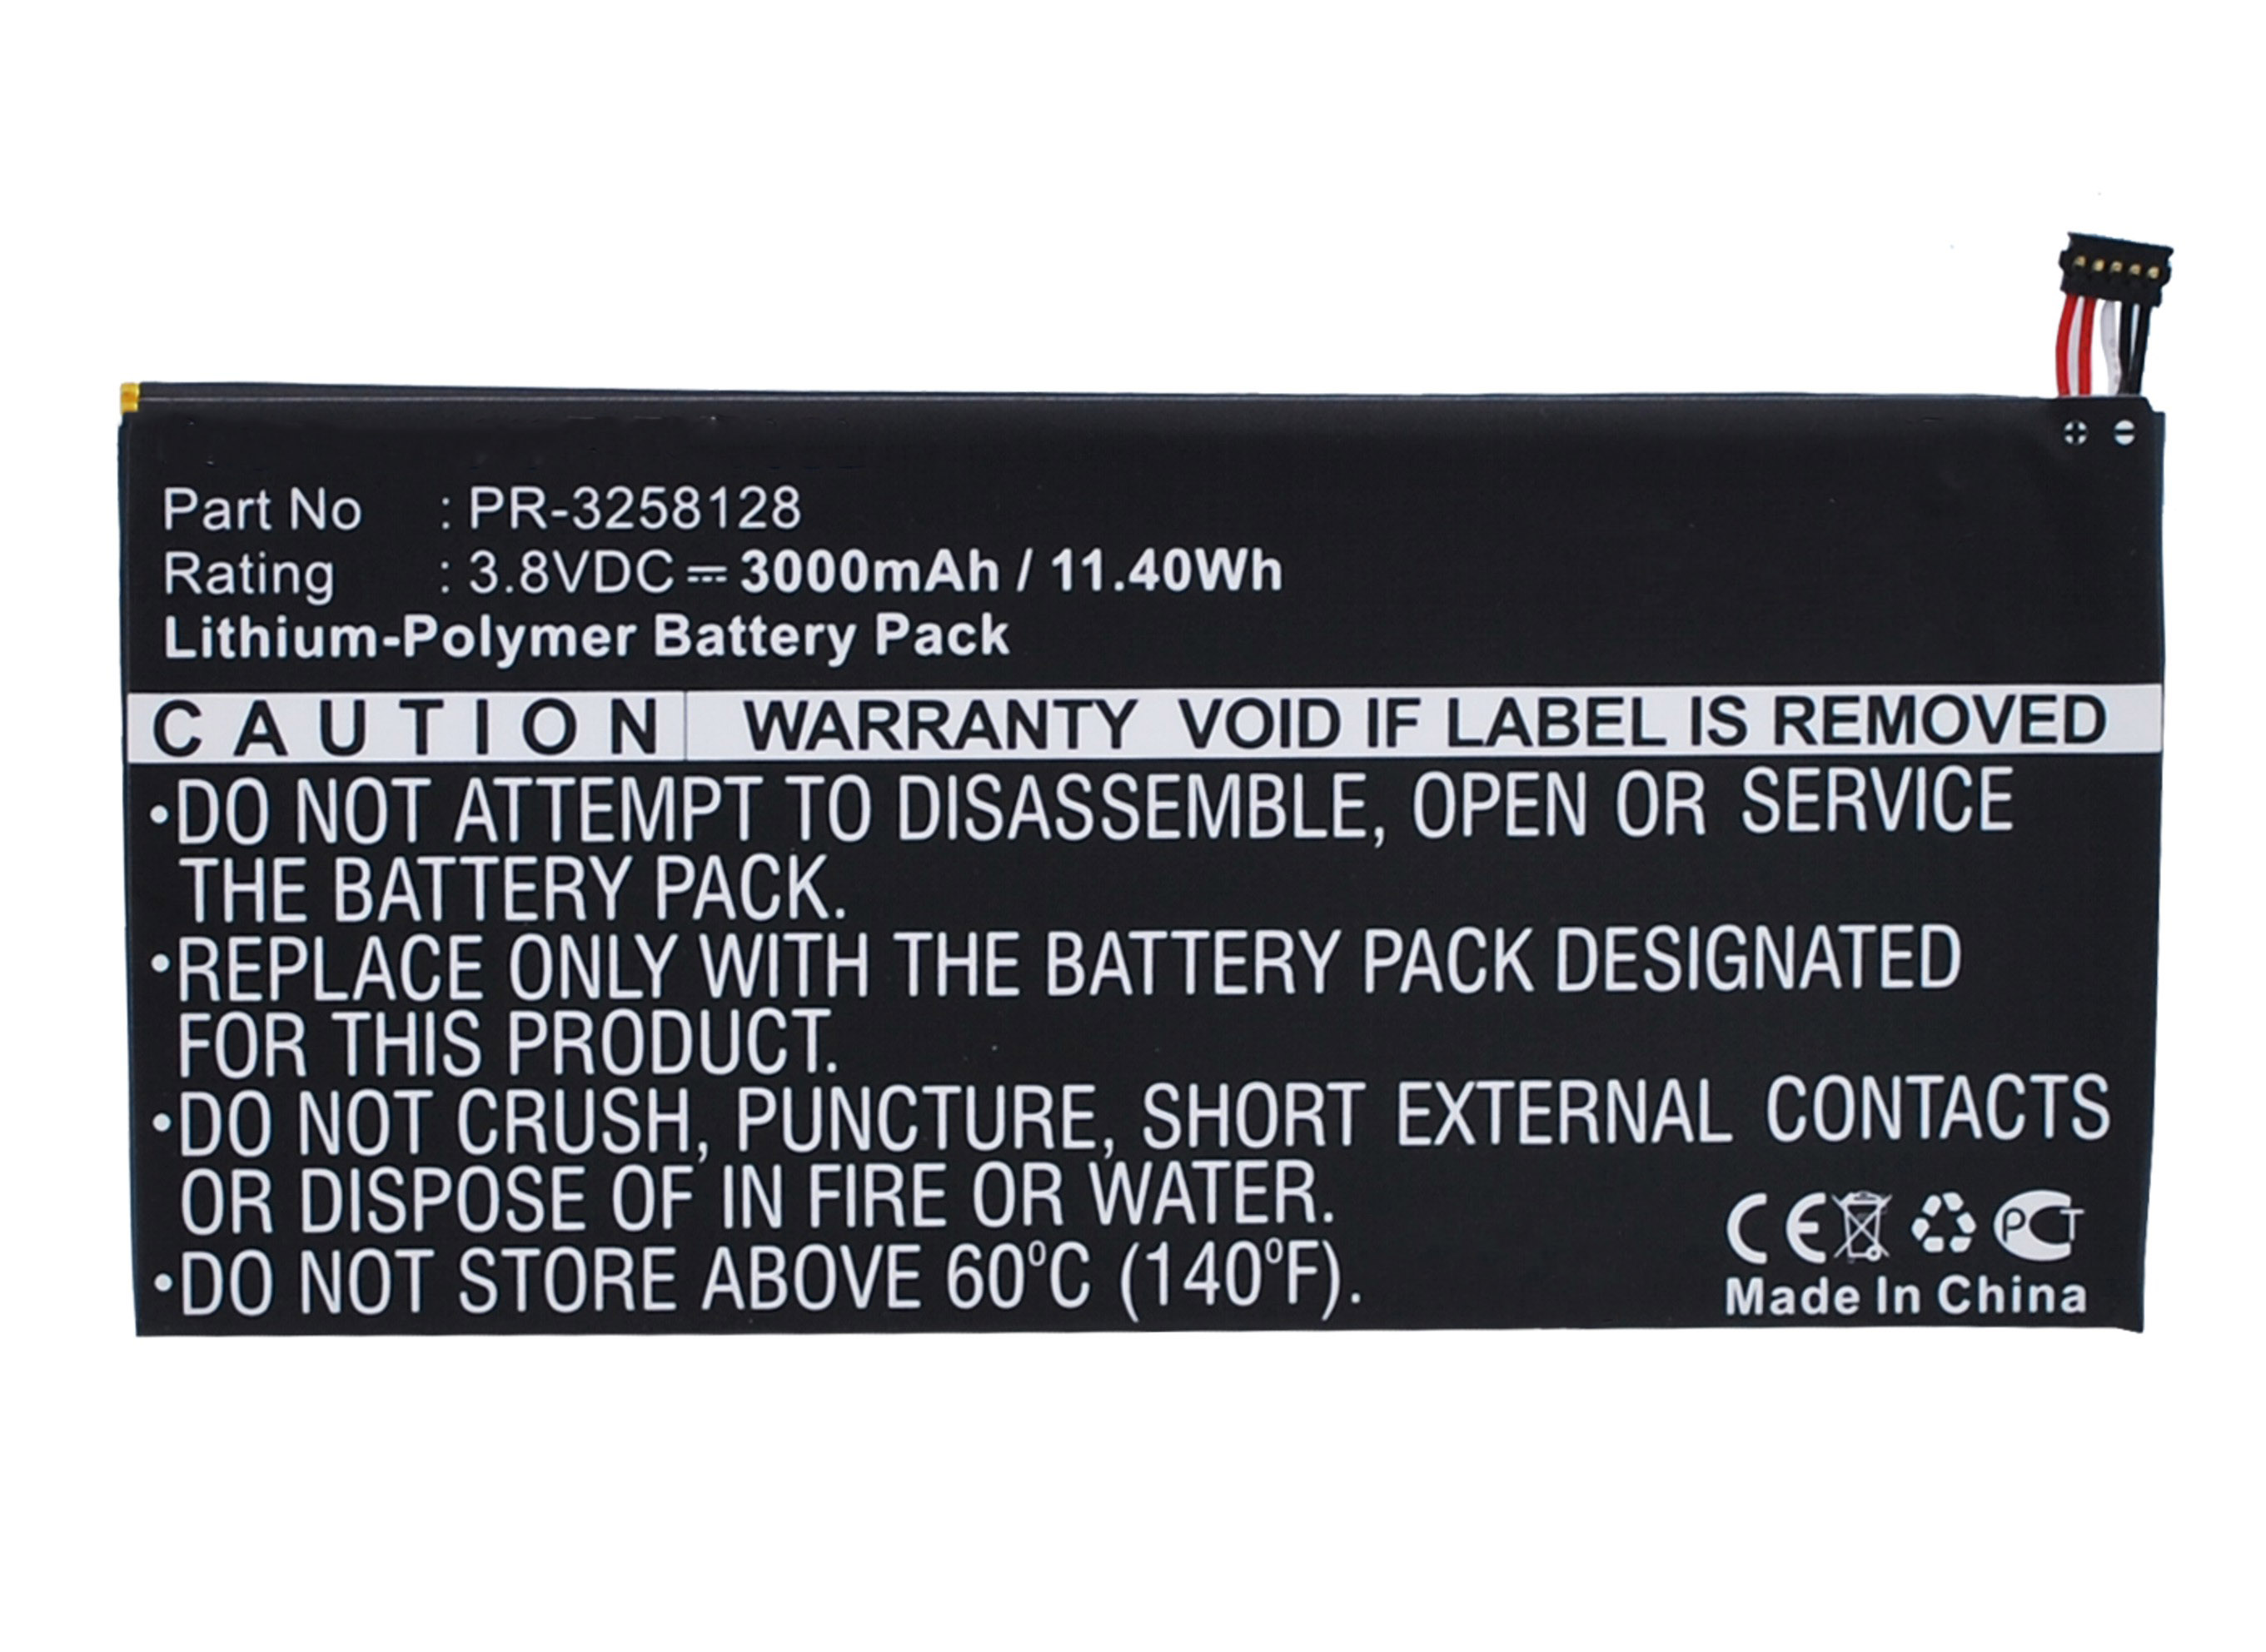 Part No : PR-3258128
Rating : 3.8VDC ⎓ 3000mAh / 11.40Wh
Lithium-Polymer Battery Pack
CAUTION WARRANTY VOID IF LABEL IS REMOVED
•DO NOT ATTEMPT TO DISASSEMBLE, OPEN OR SERVICE
THE BATTERY PACK.
•REPLACE ONLY WITH THE BATTERY PACK DESIGNATED
FOR THIS PRODUCT.
•DO NOT CRUSH, PUNCTURE, SHORT EXTERNAL CONTACTS
OR DISPOSE OF IN FIRE OR WATER.
•DO NOT STORE ABOVE 60°C (140°F).
CE PCT
Made In China